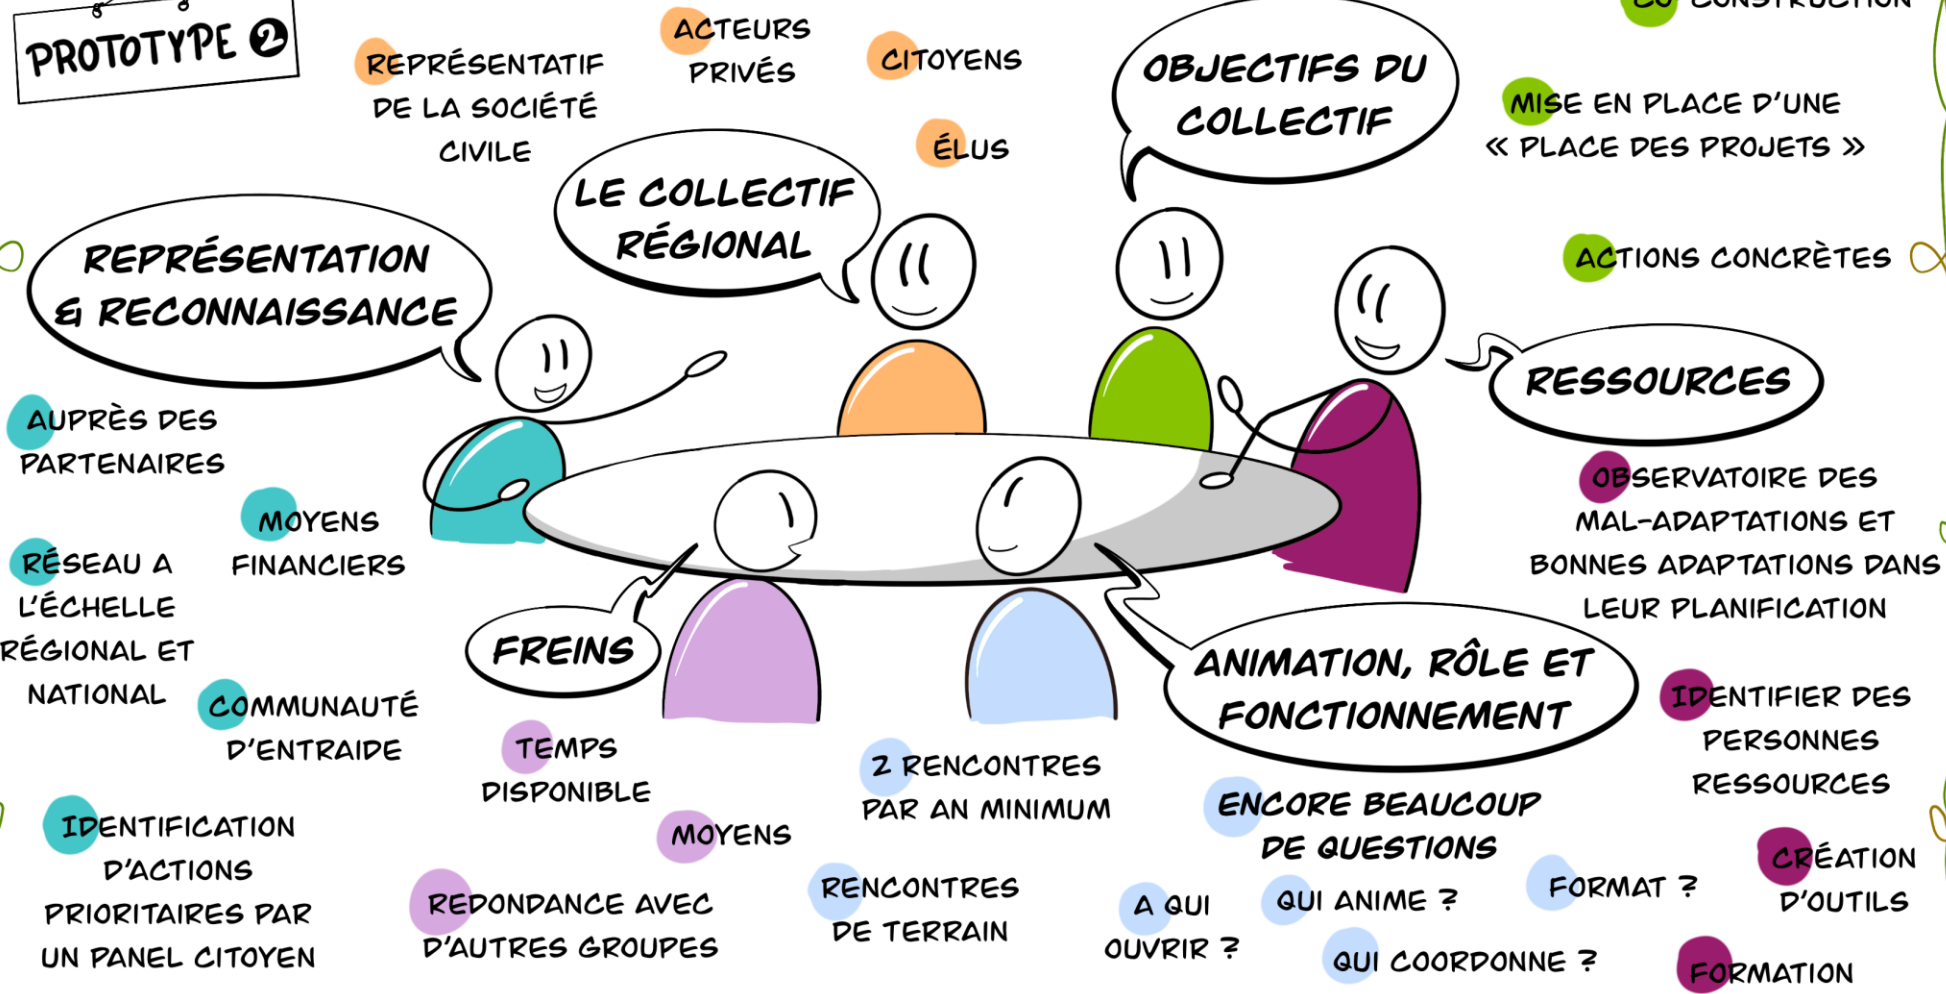 PROTOTYPE 2
REPRÉSENTATIF
DE LA SOCIÉTÉ
CIVILE
ACTEURS
PRIVÉS
CITOYENS
ÉLUS
LE COLLECTIF
RÉGIONAL
OBJECTIFS DU
COLLECTIF
CO-CONSTRUCTION
MISE EN PLACE D'UNE
« PLACE DES PROJETS »
ACTIONS CONCRÈTES
REPRÉSENTATION
& RECONNAISSANCE
AUPRÈS DES
PARTENAIRES
MOYENS
FINANCIERS
RÉSEAU A
L'ÉCHELLE
RÉGIONAL ET
NATIONAL
COMMUNAUTÉ
D'ENTRAIDE
IDENTIFICATION
D'ACTIONS
PRIORITAIRES PAR
UN PANEL CITOYEN
FREINS
TEMPS
DISPONIBLE
MOYENS
REDONDANCE AVEC
D'AUTRES GROUPES
ANIMATION, RÔLE ET
FONCTIONNEMENT
2 RENCONTRES
PAR AN MINIMUM
RENCONTRES
DE TERRAIN
ENCORE BEAUCOUP
DE QUESTIONS
A QUI
OUVRIR ?
QUI ANIME ?
FORMAT ?
QUI COORDONNE ?
RESSOURCES
OBSERVATOIRE DES
MAL-ADAPTATIONS ET
BONNES ADAPTATIONS DANS
LEUR PLANIFICATION
IDENTIFIER DES
PERSONNES
RESSOURCES
CRÉATION
D'OUTILS
FORMATION